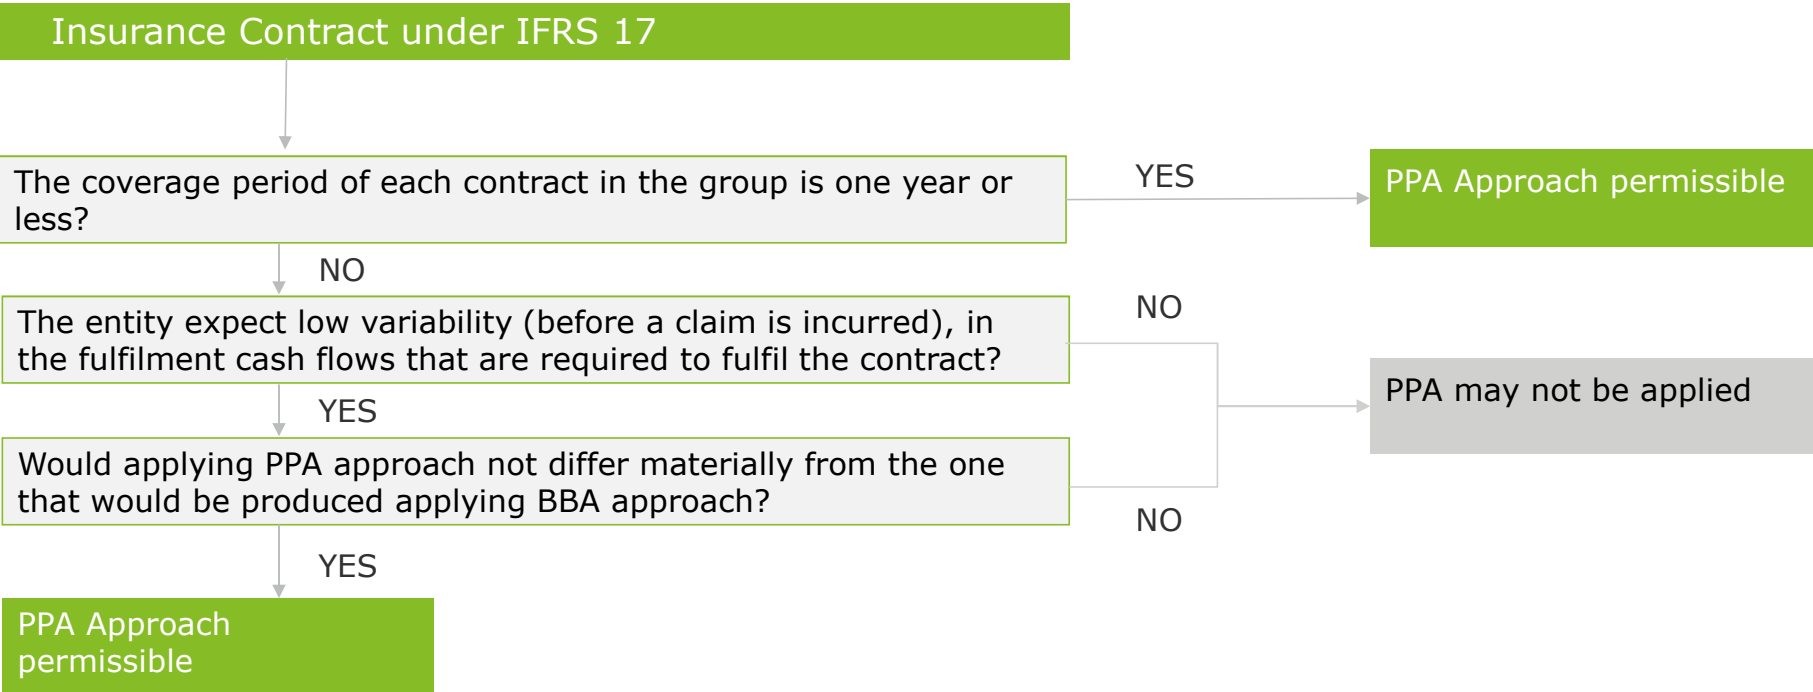 Insurance Contract under IFRS 17
The coverage period of each contract in the group is one year or
less?
YES
PPA Approach permissible
NO
The entity expect low variability (before a claim is incurred), in
the fulfilment cash flows that are required to fulfil the contract?
NO
PPA may not be applied
YES
Would applying PPA approach not differ materially from the one
that would be produced applying BBA approach?
NO
YES
PPA Approach
permissible